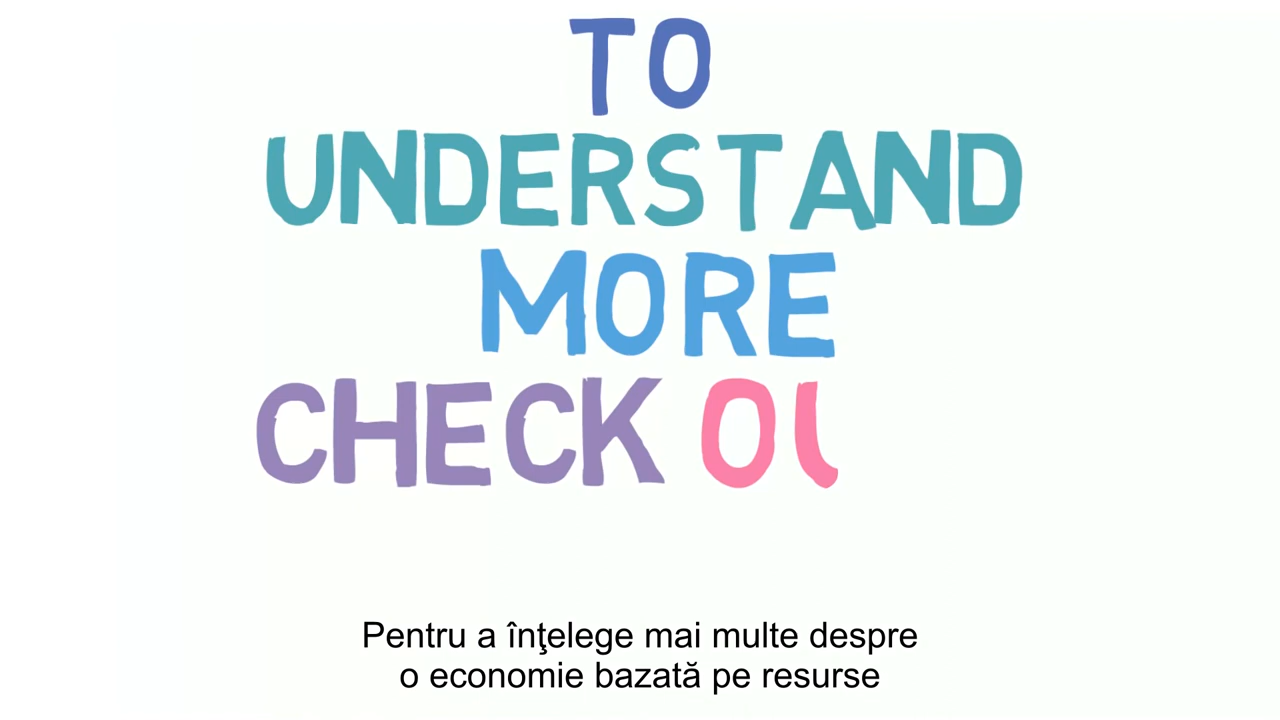 TO
UNDERSTAND
MORE
CHECK
Pentru a înţelege mai multe despre
o economie bazată pe resurse